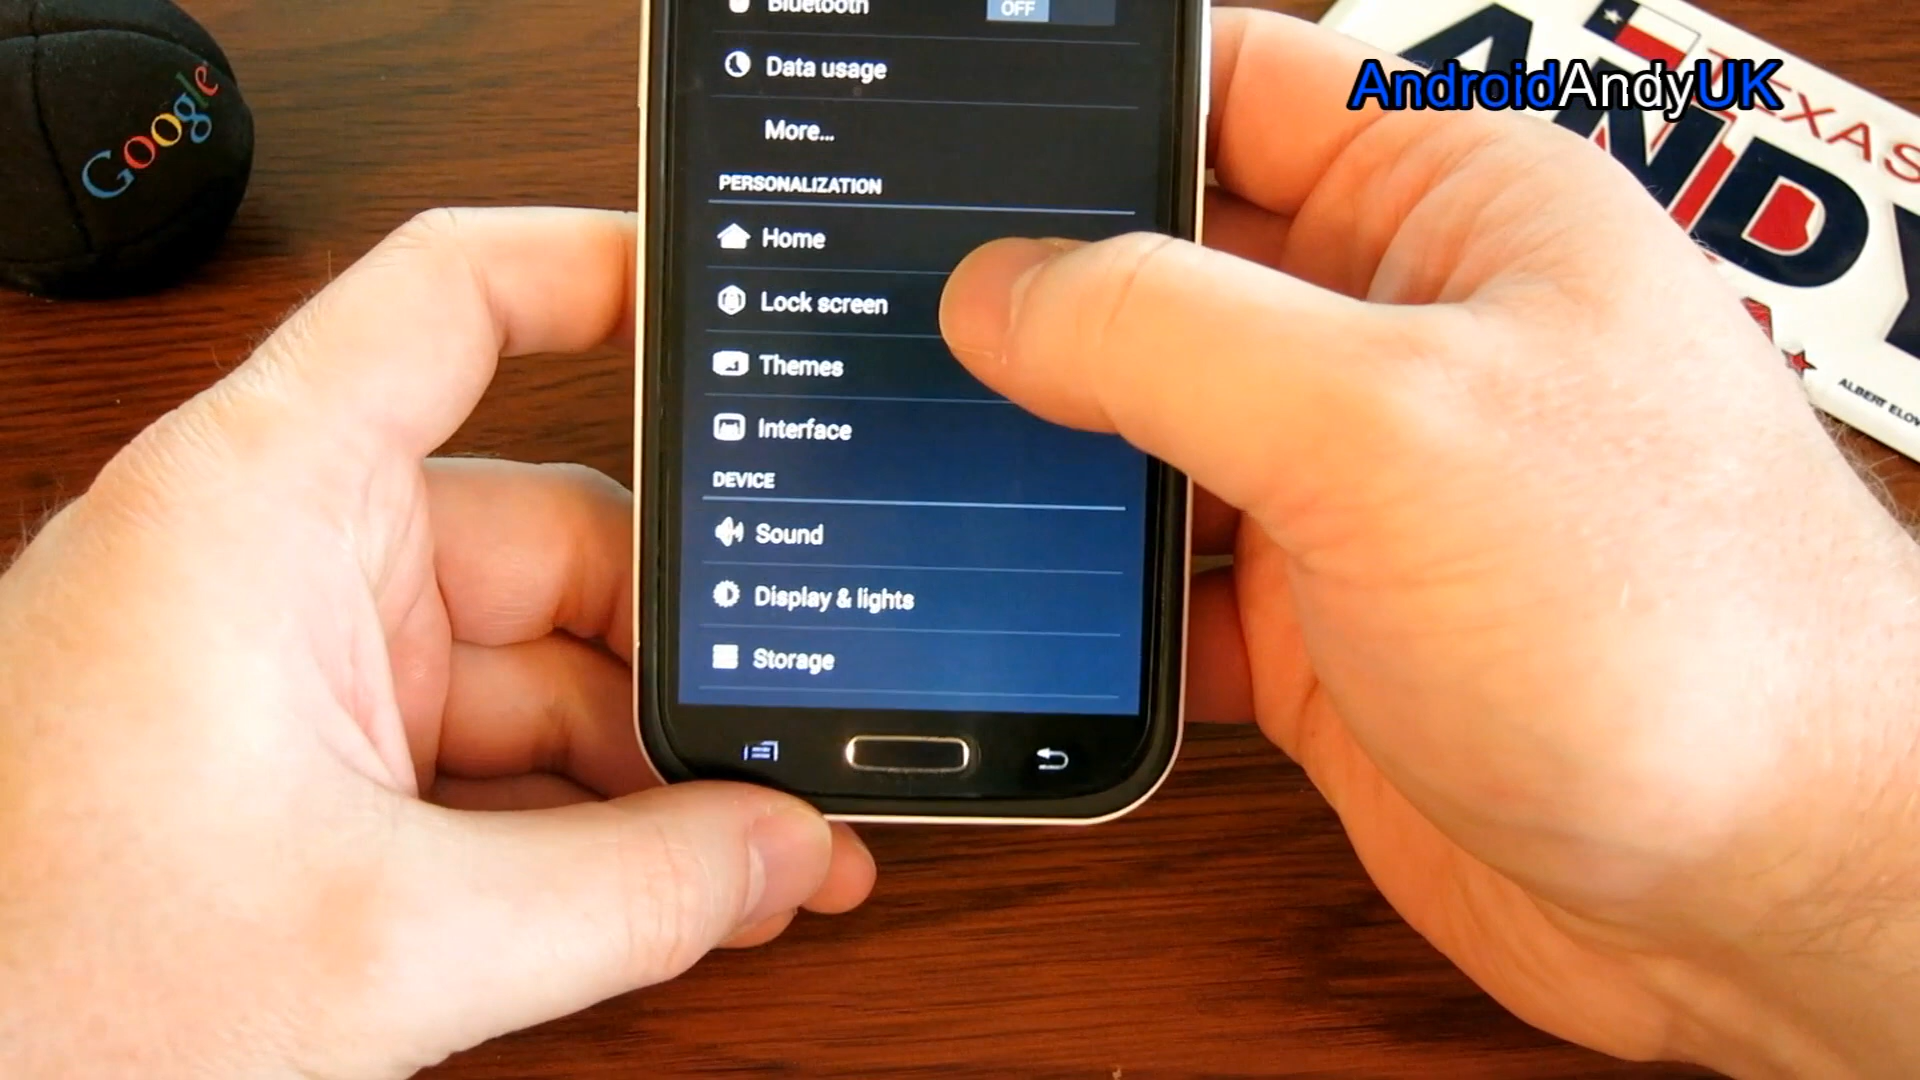 Bluetooth
OFF
Data usage
More...
PERSONALIZATION
Home
Lock screen
Themes
Interface
DEVICE
Sound
Display & lights
Storage
Google
AndroidAndyUK
TEXAS
ANDY
ALBERT